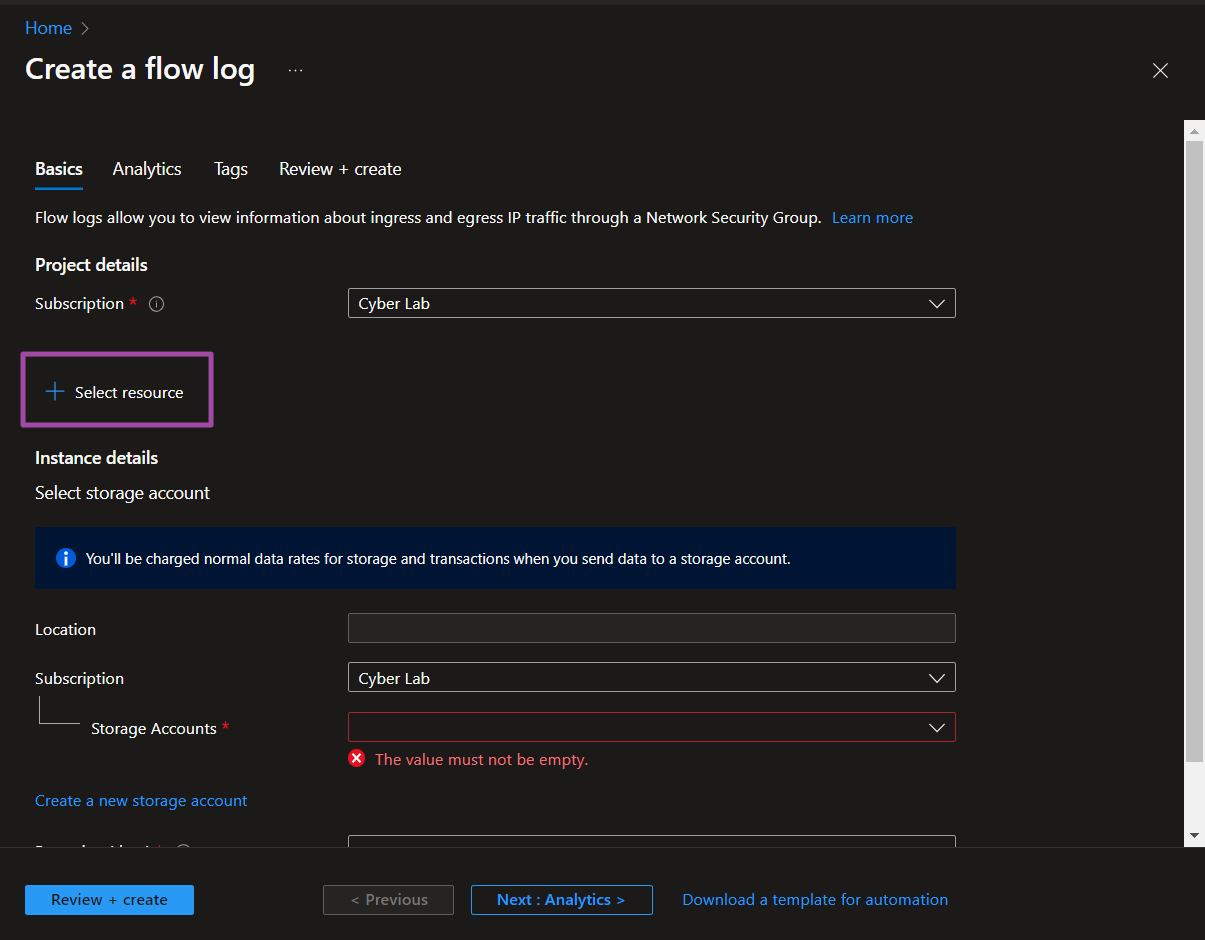 Home >
Create a flow log ...
Basics Analytics Tags Review + create
Flow logs allow you to view information about ingress and egress IP traffic through a Network Security Group. Learn more
Project details
Subscription * Cyber Lab
+ Select resource
Instance details
Select storage account
You'll be charged normal data rates for storage and transactions when you send data to a storage account.
Location
Subscription Cyber Lab
Storage Accounts *
The value must not be empty.
Create a new storage account
Review + create < Previous Next : Analytics > Download a template for automation